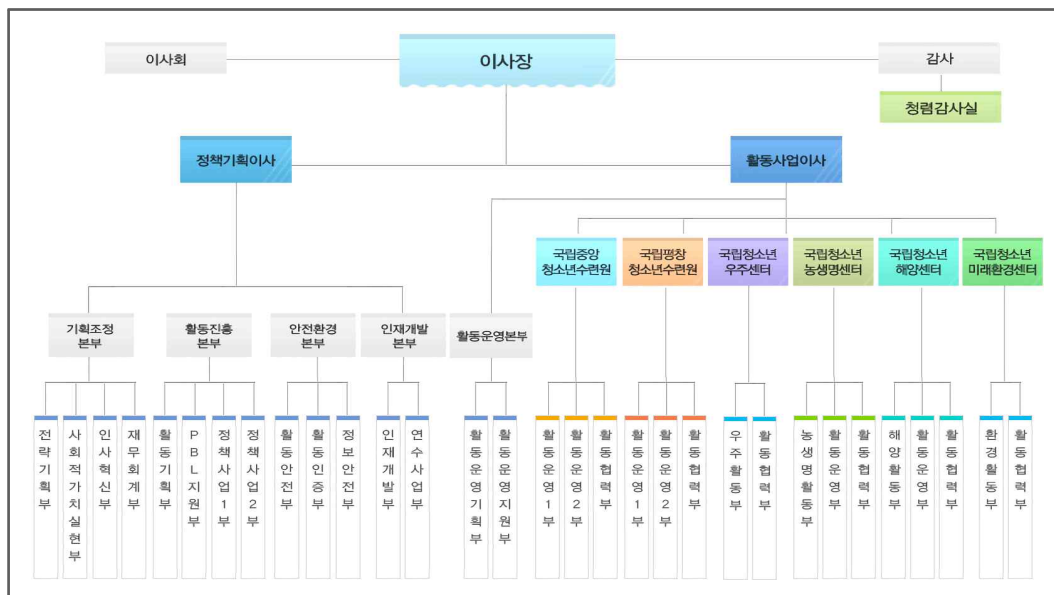 이사회
이사장
감사
청렴감사실
정책기획이사
활동사업이사
국립중앙
청소년수련원
국립평창
청소년수련원
국립청소년
우주센터
국립청소년
농생명센터
국립청소년
해양센터
국립청소년
미래환경센터
기획조정
본부
활동진흥
본부
안전환경
본부
인재개발
본부
활동운영본부
전략기획부
사회적가치실현부
인사혁신부
재무회계부
활동기획부
PBL지원부
정책사업1부
정책사업2부
활동안전부
활동인증부
정보안전부
인재개발부
연수사업부
활동운영기획부
활동운영지원부
활동운영1부
활동운영2부
활동협력부
활동운영1부
활동운영2부
활동협력부
우주활동부
활동협력부
농생명활동부
활동운영부
활동협력부
해양활동부
활동운영부
활동협력부
환경활동부
활동협력부